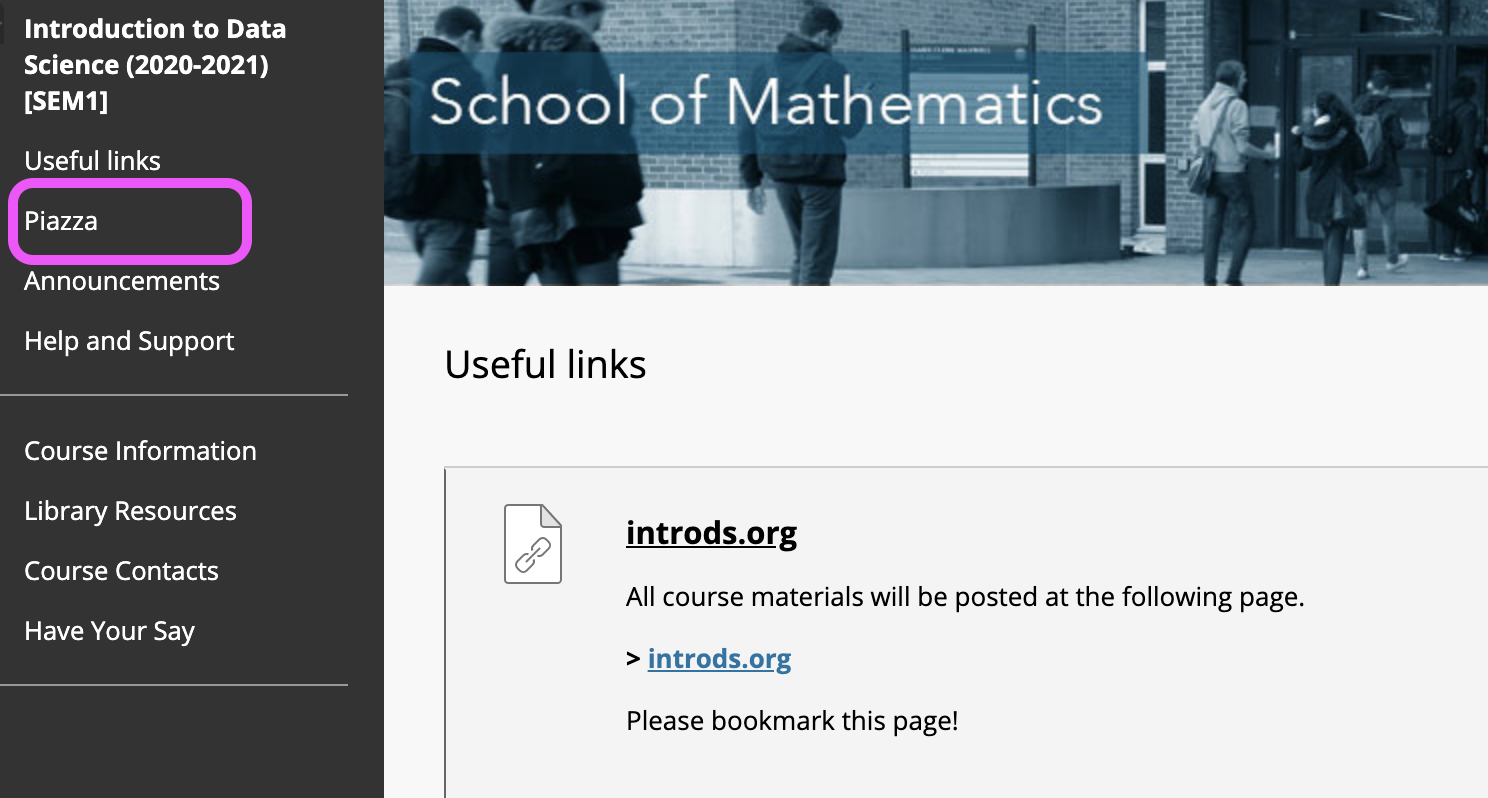 Introduction to Data
Science (2020-2021)
[SEM1]
Useful links
Piazza
Announcements
Help and Support
Course Information
Library Resources
Course Contacts
Have Your Say
School of Mathematics
Useful links
introds.org
All course materials will be posted at the following page.
> introds.org
Please bookmark this page!